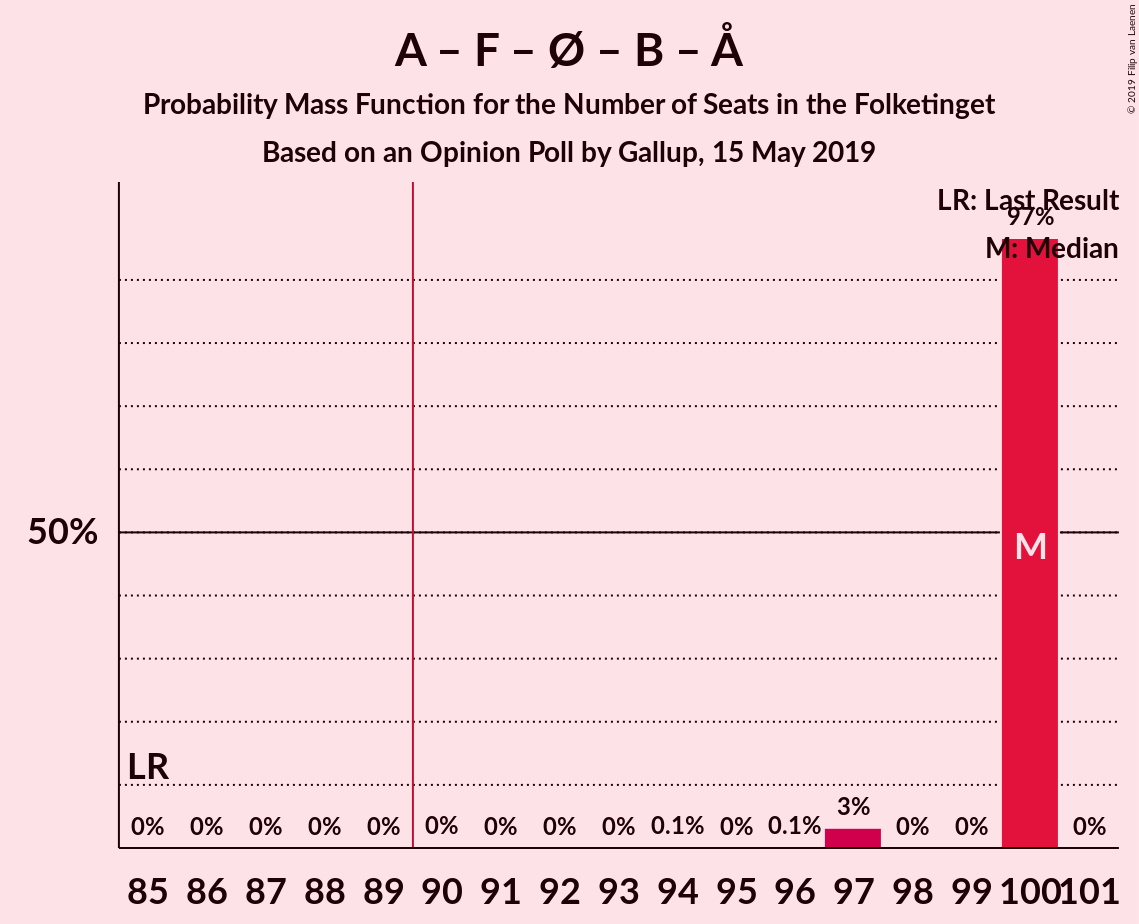 A – F – Ø – B – Å
Probability Mass Function for the Number of Seats in the Folketinget
Based on an Opinion Poll by Gallup, 15 May 2019
© 2019 Filip van Laenen
LR: Last Result
97%
M: Median
50%
M
LR
0% 0% 0% 0% 0% 0% 0% 0% 0% 0.1% 0% 0.1% 3% 0% 0% 0%
85 86 87 88 89 90 91 92 93 94 95 96 97 98 99 100 101